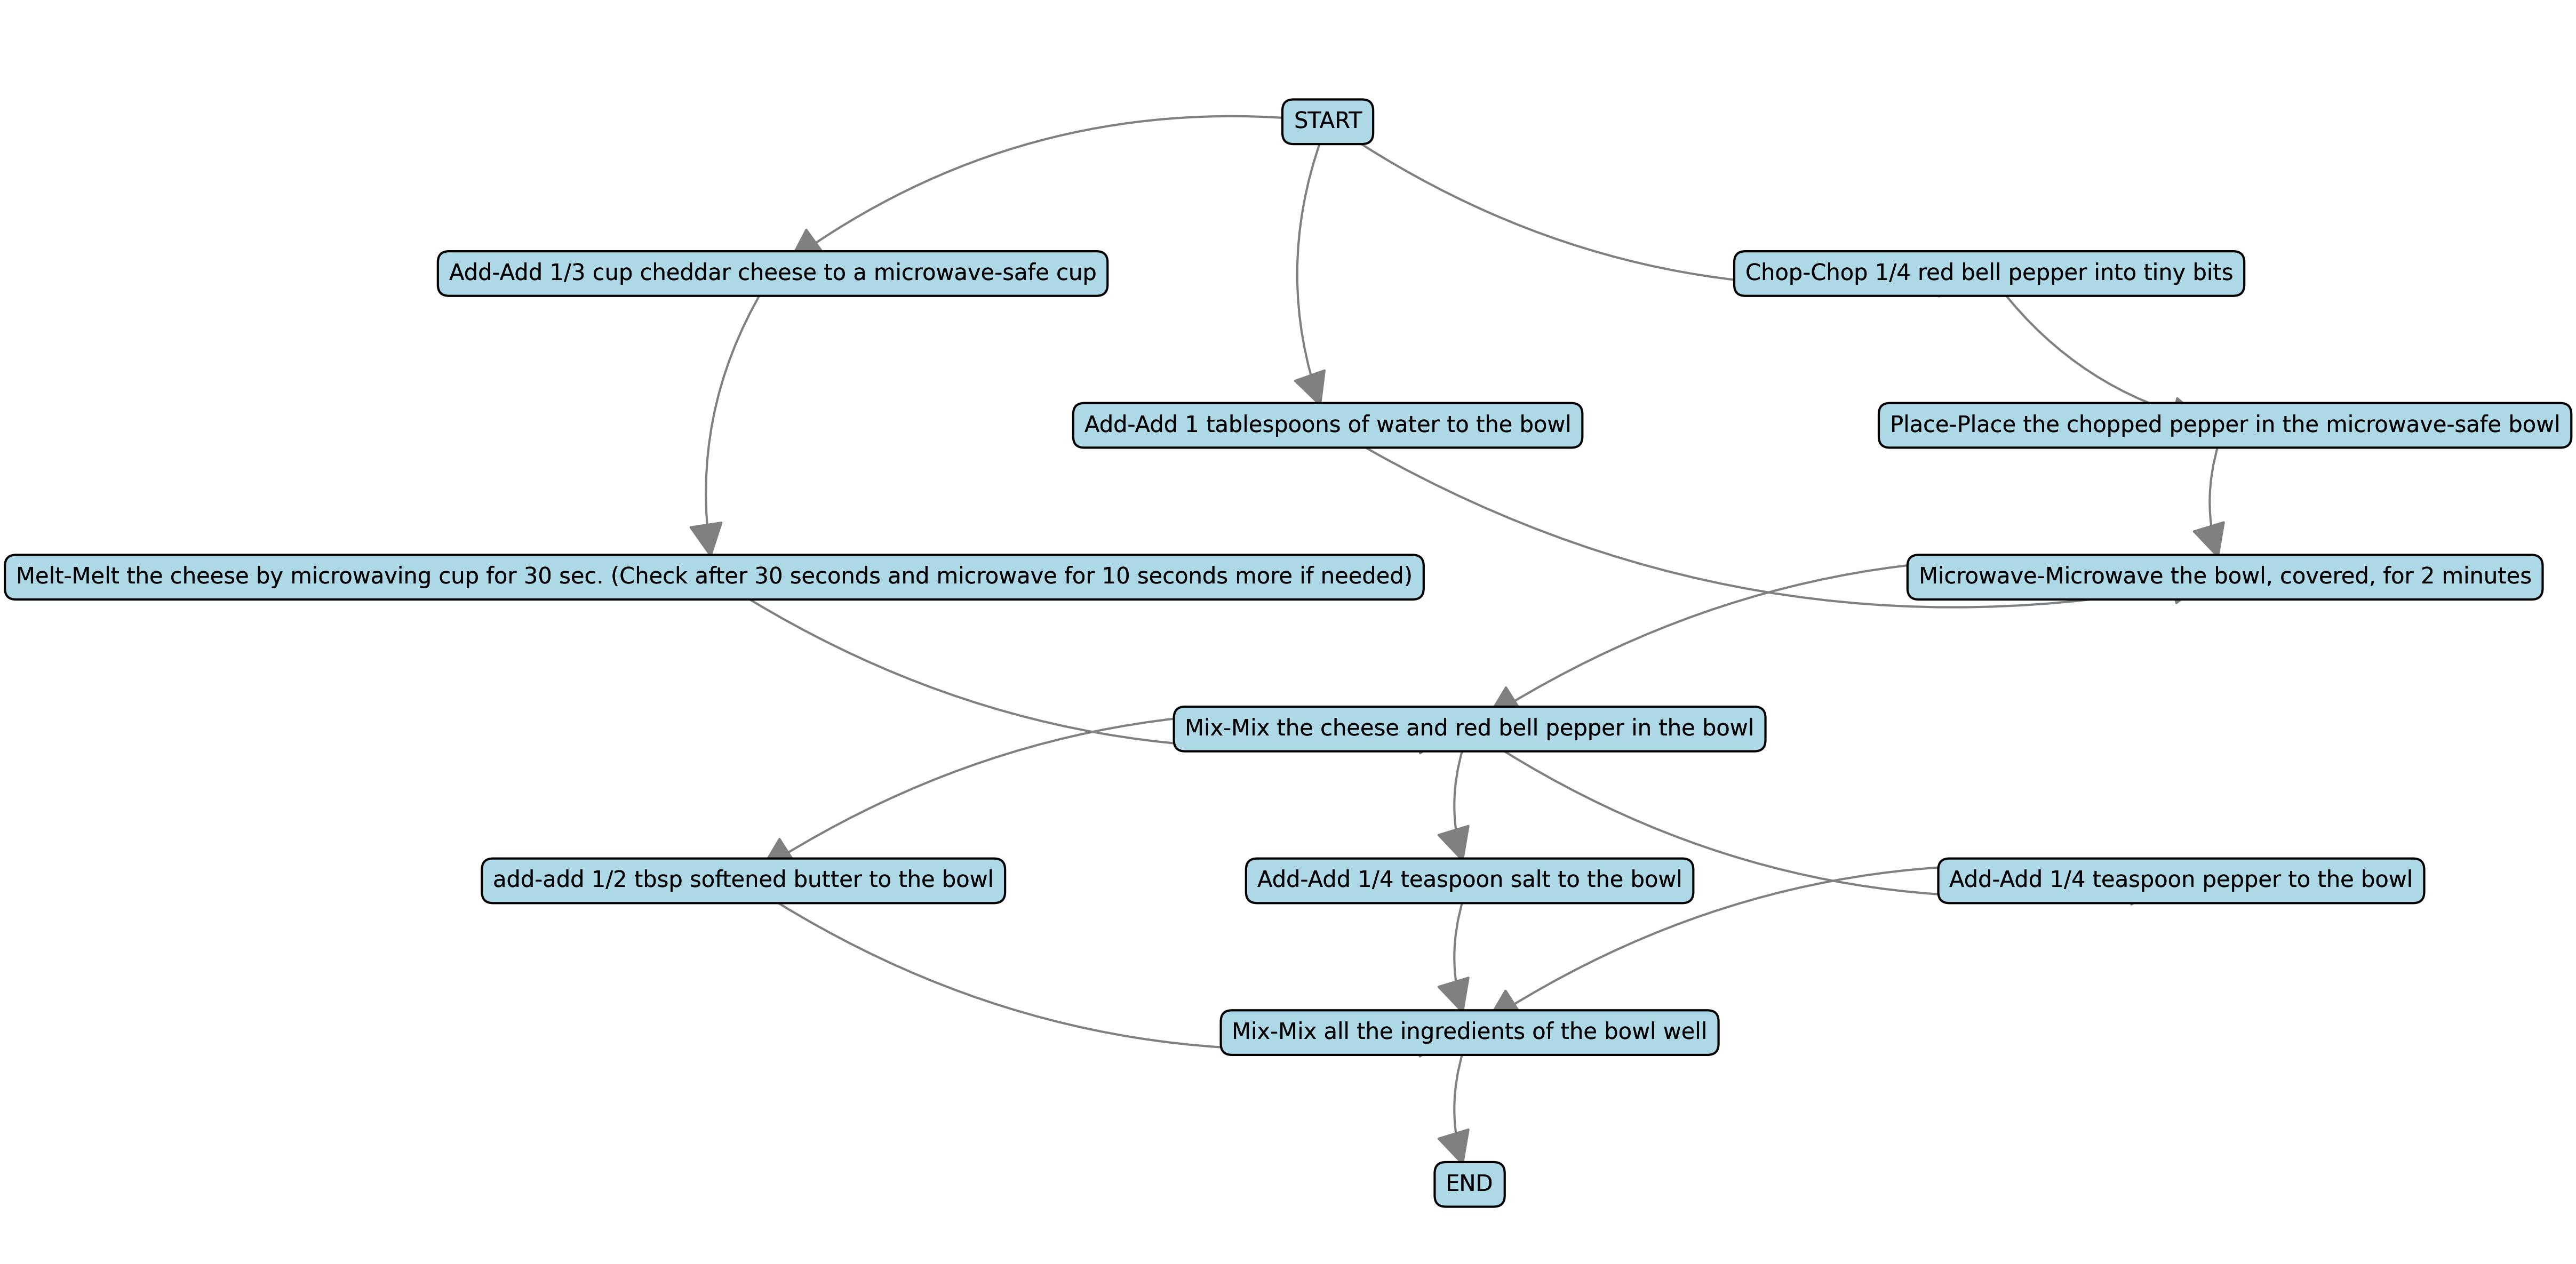 START
Add-Add 1/3 cup cheddar cheese to a microwave-safe cup
Chop-Chop 1/4 red bell pepper into tiny bits
Add-Add 1 tablespoons of water to the bowl
Place-Place the chopped pepper in the microwave-safe bowl
Melt-Melt the cheese by microwaving cup for 30 sec. (Check after 30 seconds and microwave for 10 seconds more if needed)
Microwave-Microwave the bowl, covered, for 2 minutes
Mix-Mix the cheese and red bell pepper in the bowl
add-add 1/2 tbsp softened butter to the bowl
Add-Add 1/4 teaspoon salt to the bowl
Add-Add 1/4 teaspoon pepper to the bowl
Mix-Mix all the ingredients of the bowl well
END